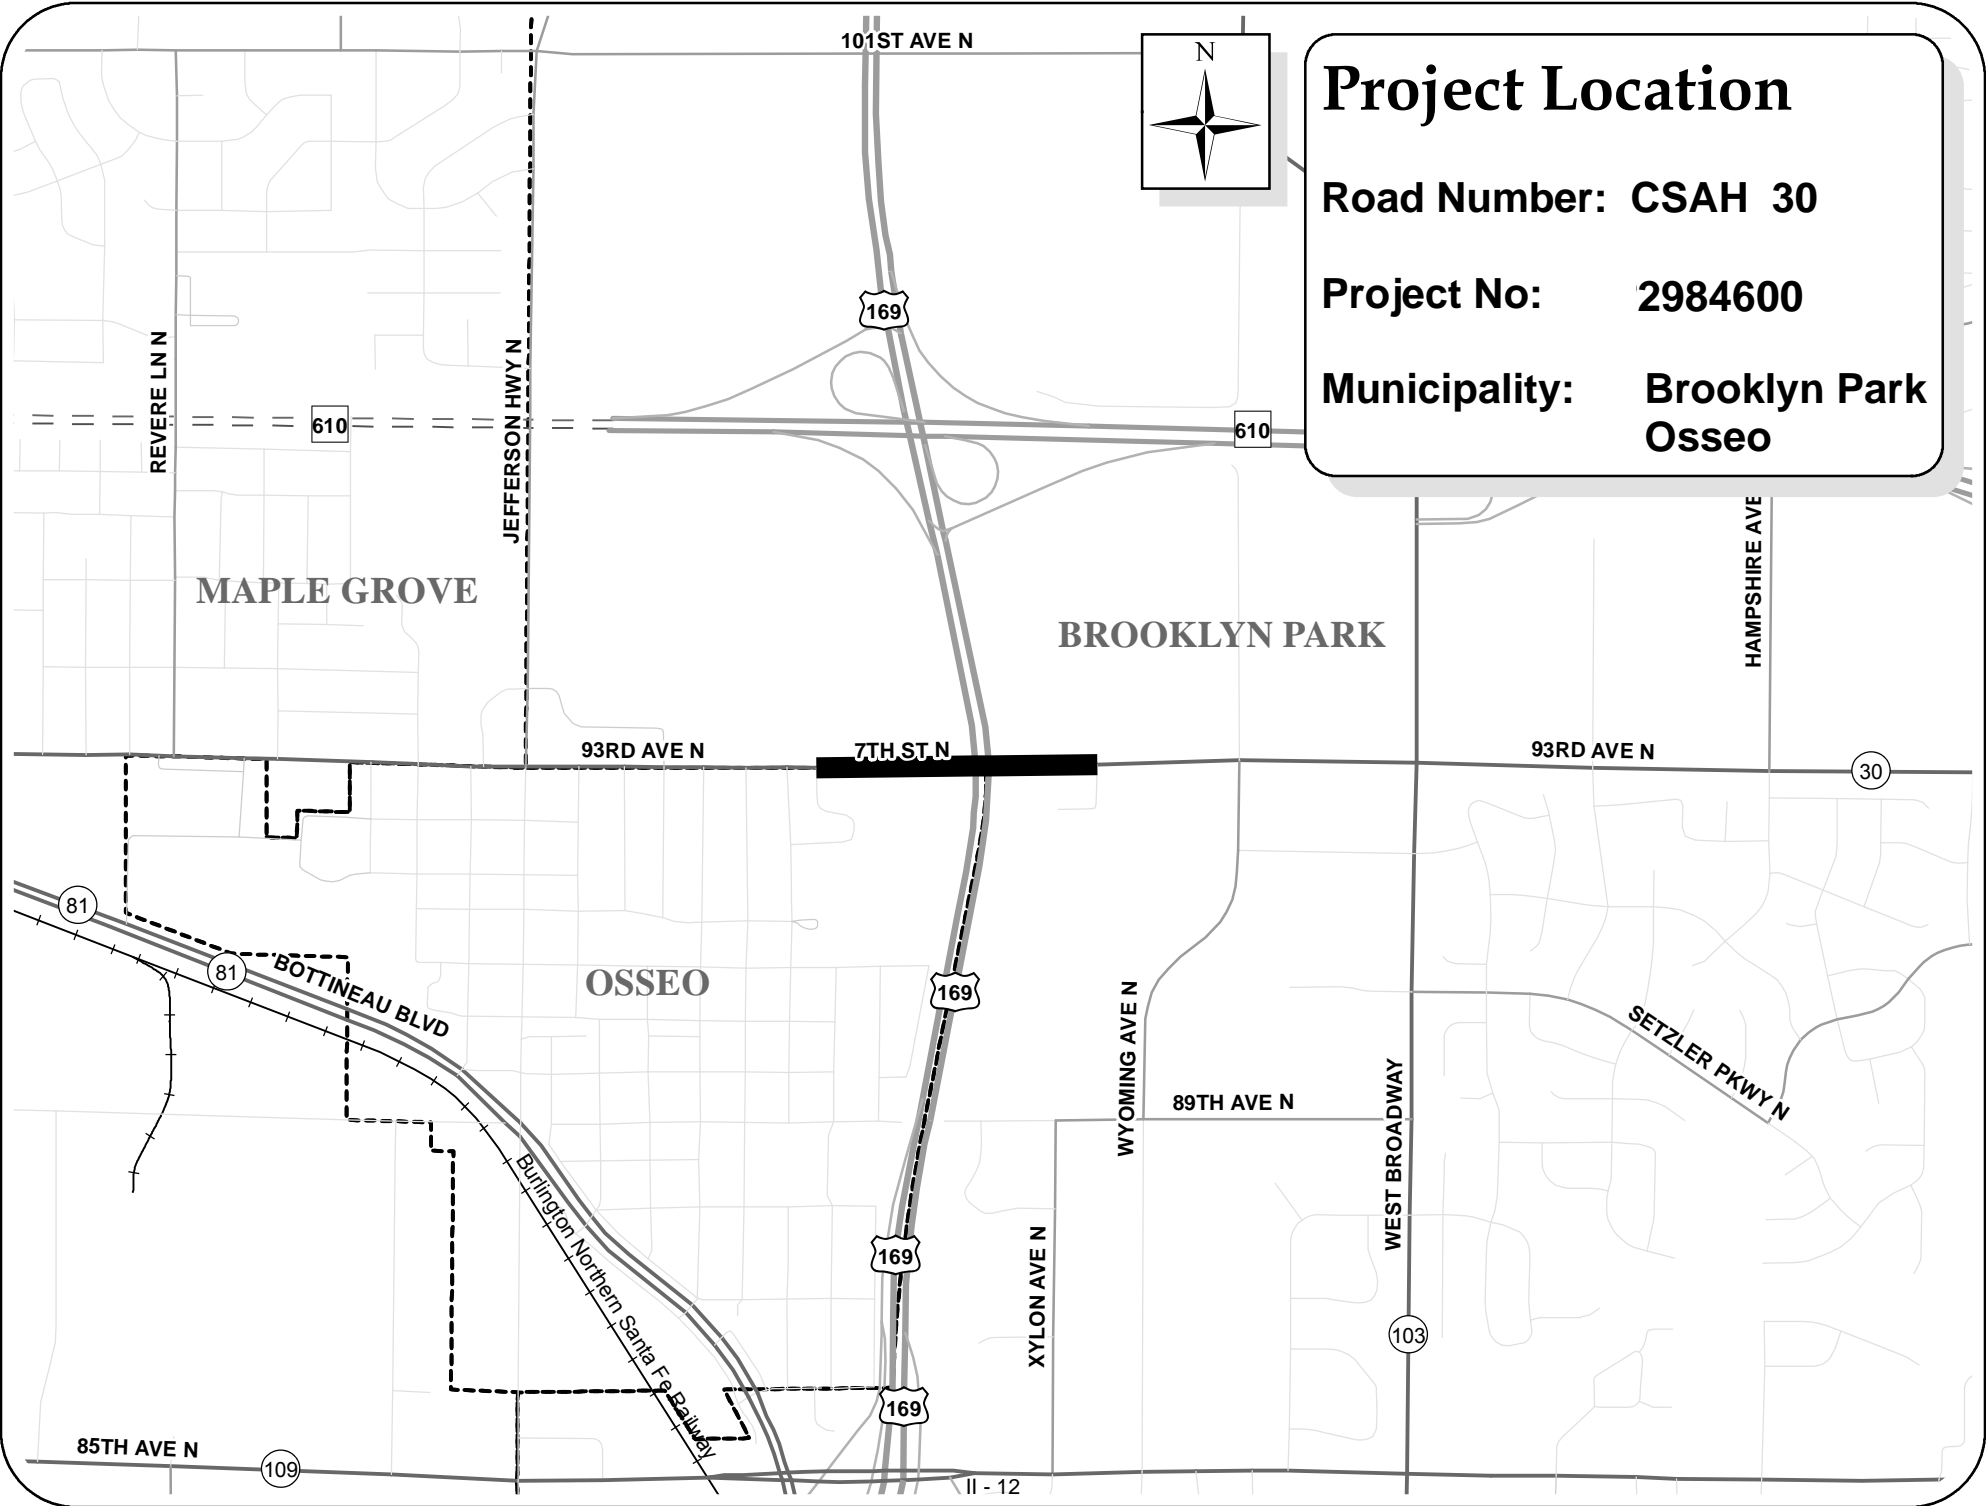 101ST AVE N
N
Project Location
Road Number: CSAH 30
Project No: 2984600
Municipality: Brooklyn Park
Osseo
169
REVERE LN N
JEFFERSON HWY N
610
610
HAMPSHIRE AVE
MAPLE GROVE
BROOKLYN PARK
93RD AVE N
7TH ST N
93RD AVE N
30
81
81
BOTTINEAU BLVD
OSSEO
169
WYOMING AVE N
SETZLER PKWY N
89TH AVE N
WEST BROADWAY
Burlington Northern Santa Fe Railway
169
XYLON AVE N
103
169
85TH AVE N
109
II - 12